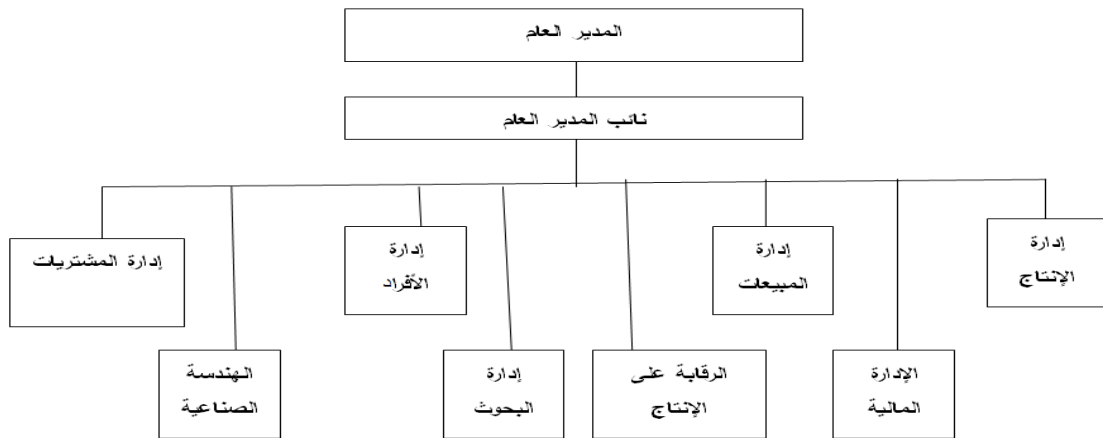 المدير العام
نائب المدير العام
إدارة
الإنتاج
إدارة
المبيعات
إدارة
الأفراد
إدارة المشتريات
الإدارة
المالية
الرقابة على
الإنتاج
إدارة
البحوث
الهندسة
الصناعية